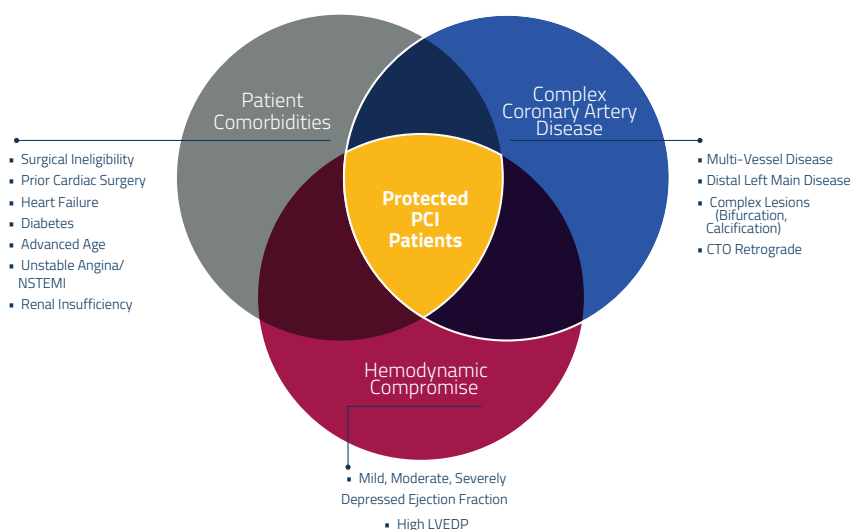 Patient
Comorbidities
▪ Surgical Ineligibility
▪ Prior Cardiac Surgery
▪ Heart Failure
▪ Diabetes
▪ Advanced Age
▪ Unstable Angina/
NSTEMI
▪ Renal Insufficiency
Complex
Coronary Artery
Disease
▪ Multi-Vessel Disease
▪ Distal Left Main Disease
▪ Complex Lesions
(Bifurcation,
Calcification)
▪ CTO Retrograde
Protected
PCI
Patients
Hemodynamic
Compromise
▪ Mild, Moderate, Severely
Depressed Ejection Fraction
▪ High LVEDP